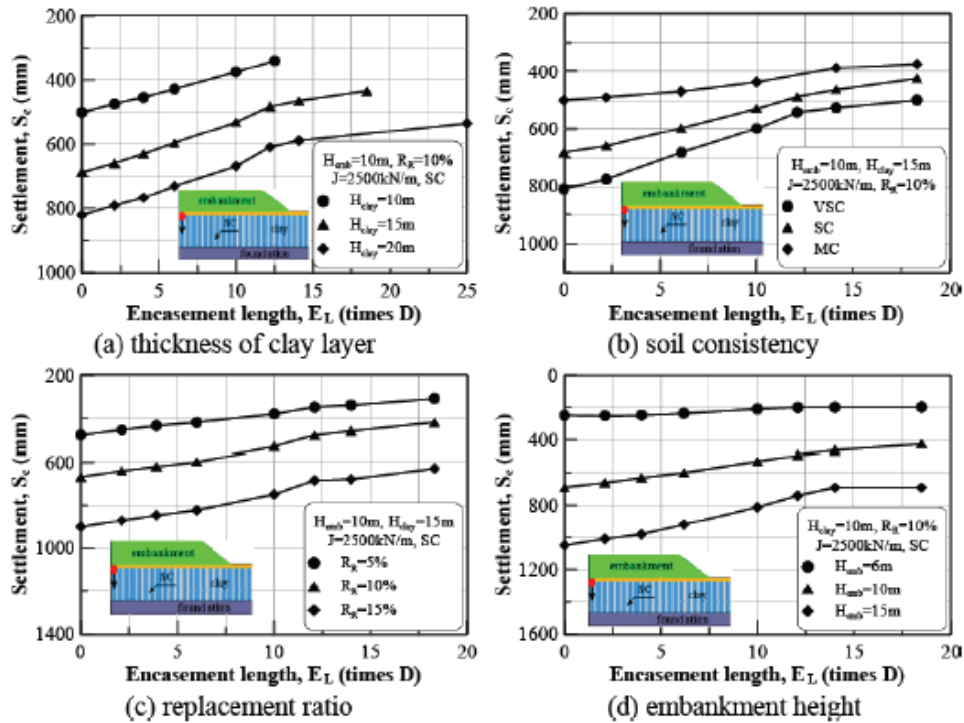 200
400
600
800
1000
0
5
10
15
20
25
Settlement, Sc (mm)
Hemb=10m, RR=10%
J=2500kN/m, SC
Hclay=10m
Hclay=15m
Hclay=20m
embankment
SC
clay
foundation
Encasement length, EL (times D)
(a) thickness of clay layer
200
400
600
800
1000
0
5
10
15
20
Settlement, Sc (mm)
Hemb=10m, Hclay=15m
J=2500kN/m, RR=10%
VSC
SC
MC
embankment
SC
clay
foundation
Encasement length, EL (times D)
(b) soil consistency
200
600
1000
1400
0
5
10
15
20
Settlement, Sc (mm)
Hemb=10m, Hclay=15m
J=2500kN/m, SC
RR=5%
RR=10%
RR=15%
embankment
SC
clay
foundation
Encasement length, EL (times D)
(c) replacement ratio
0
400
800
1200
1600
0
5
10
15
20
Settlement, Sc (mm)
Hclay=10m, RR=10%
J=2500kN/m, SC
Hemb=6m
Hemb=10m
Hemb=15m
embankment
SC
clay
foundation
Encasement length, EL (times D)
(d) embankment height